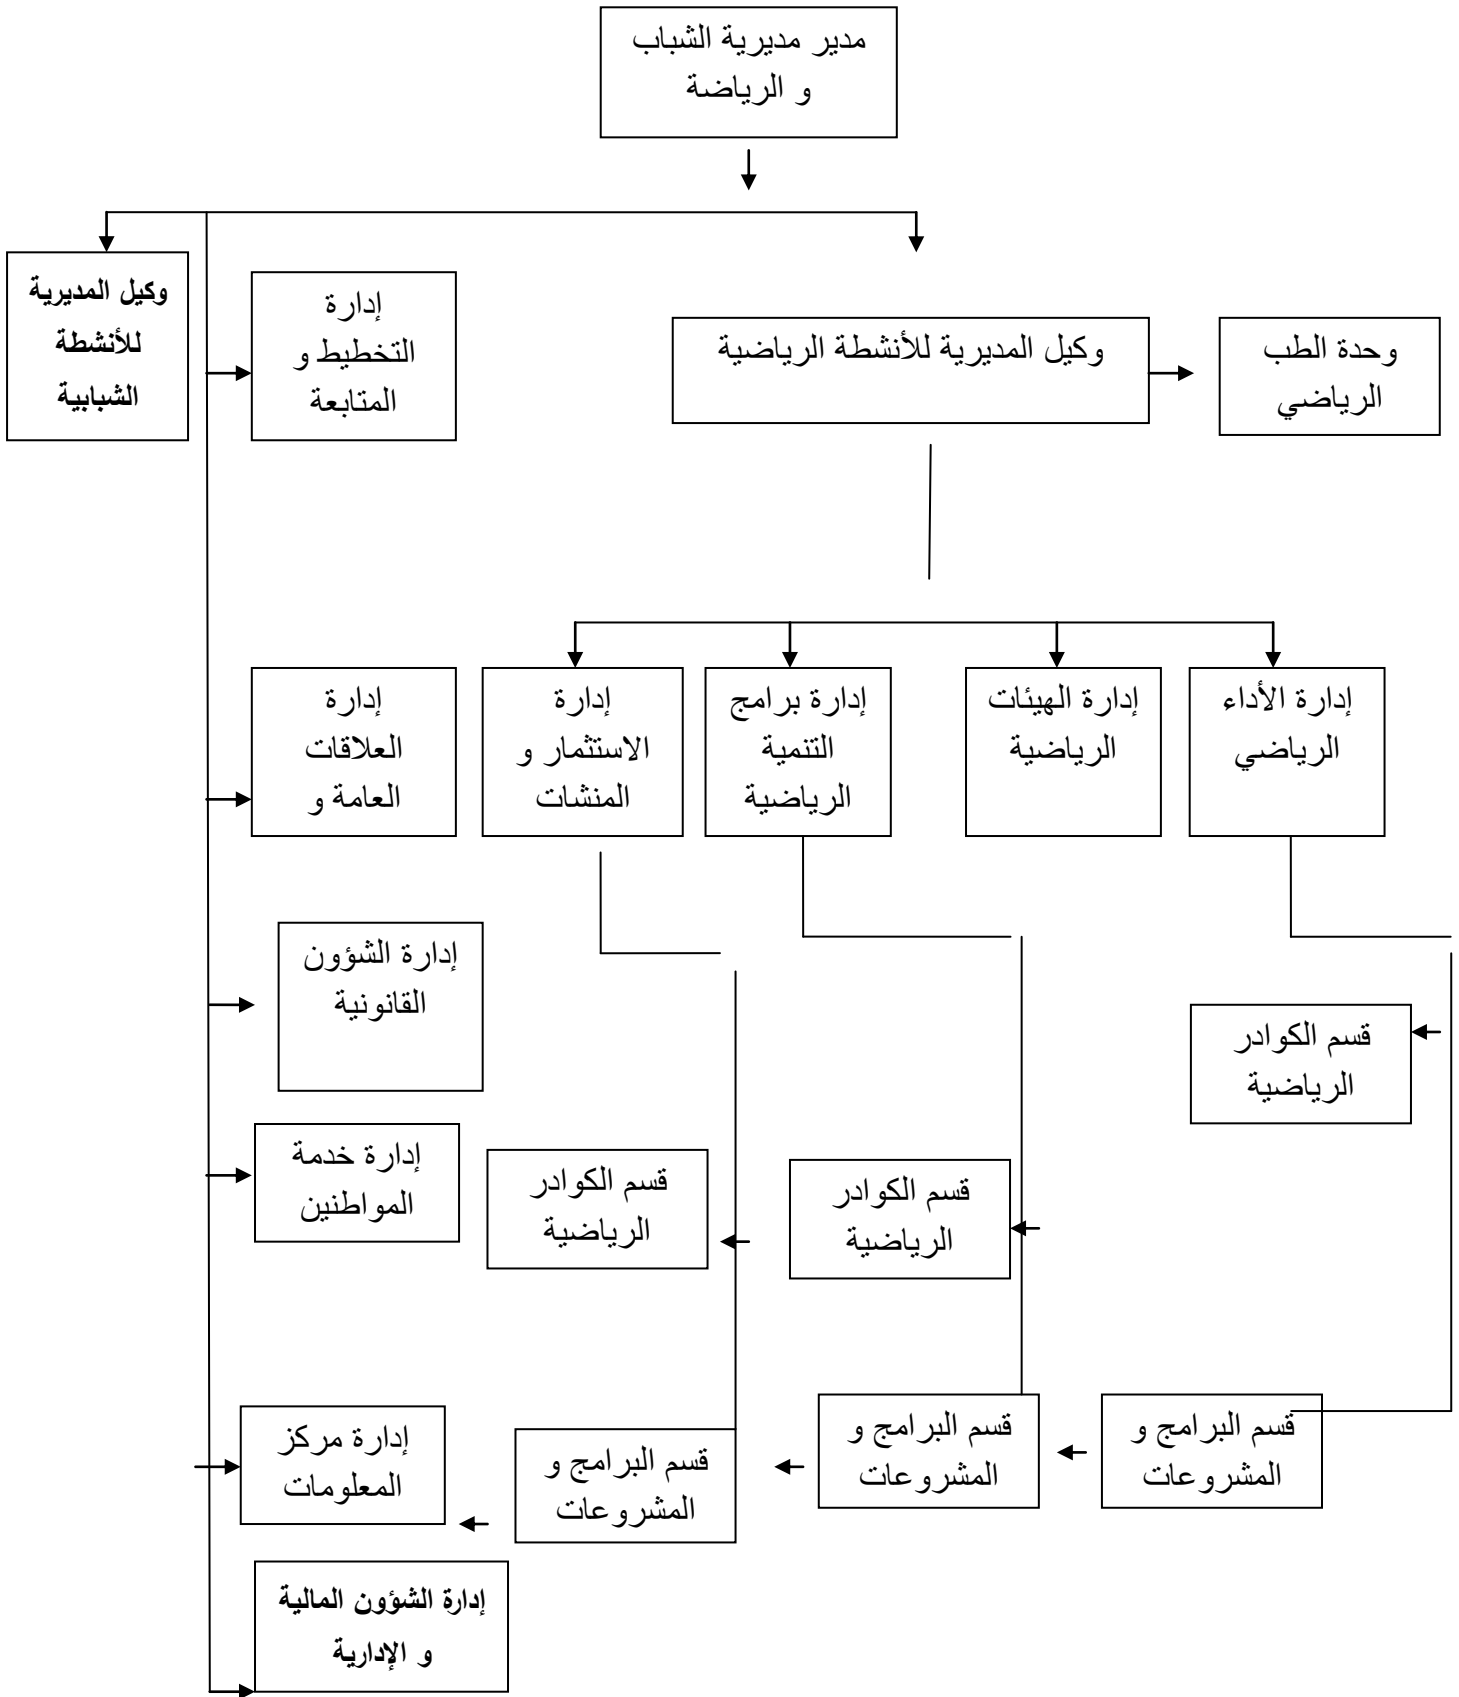 مدير مديرية الشباب
و الرياضة
وحدة الطب
الرياضي
وكيل المديرية للأنشطة الرياضية
إدارة
التخطيط و
المتابعة
وكيل المديرية
للأنشطة
الشبابية
إدارة الأداء
الرياضي
إدارة الهيئات
الرياضية
إدارة برامج
التنمية
الرياضية
إدارة
الاستثمار و
المنشات
إدارة
العلاقات
العامة و
إدارة الشؤون
القانونية
قسم الكوادر
الرياضية
قسم الكوادر
الرياضية
قسم الكوادر
الرياضية
إدارة خدمة
المواطنين
قسم البرامج و
المشروعات
قسم البرامج و
المشروعات
قسم البرامج و
المشروعات
إدارة مركز
المعلومات
إدارة الشؤون المالية
و الإدارية